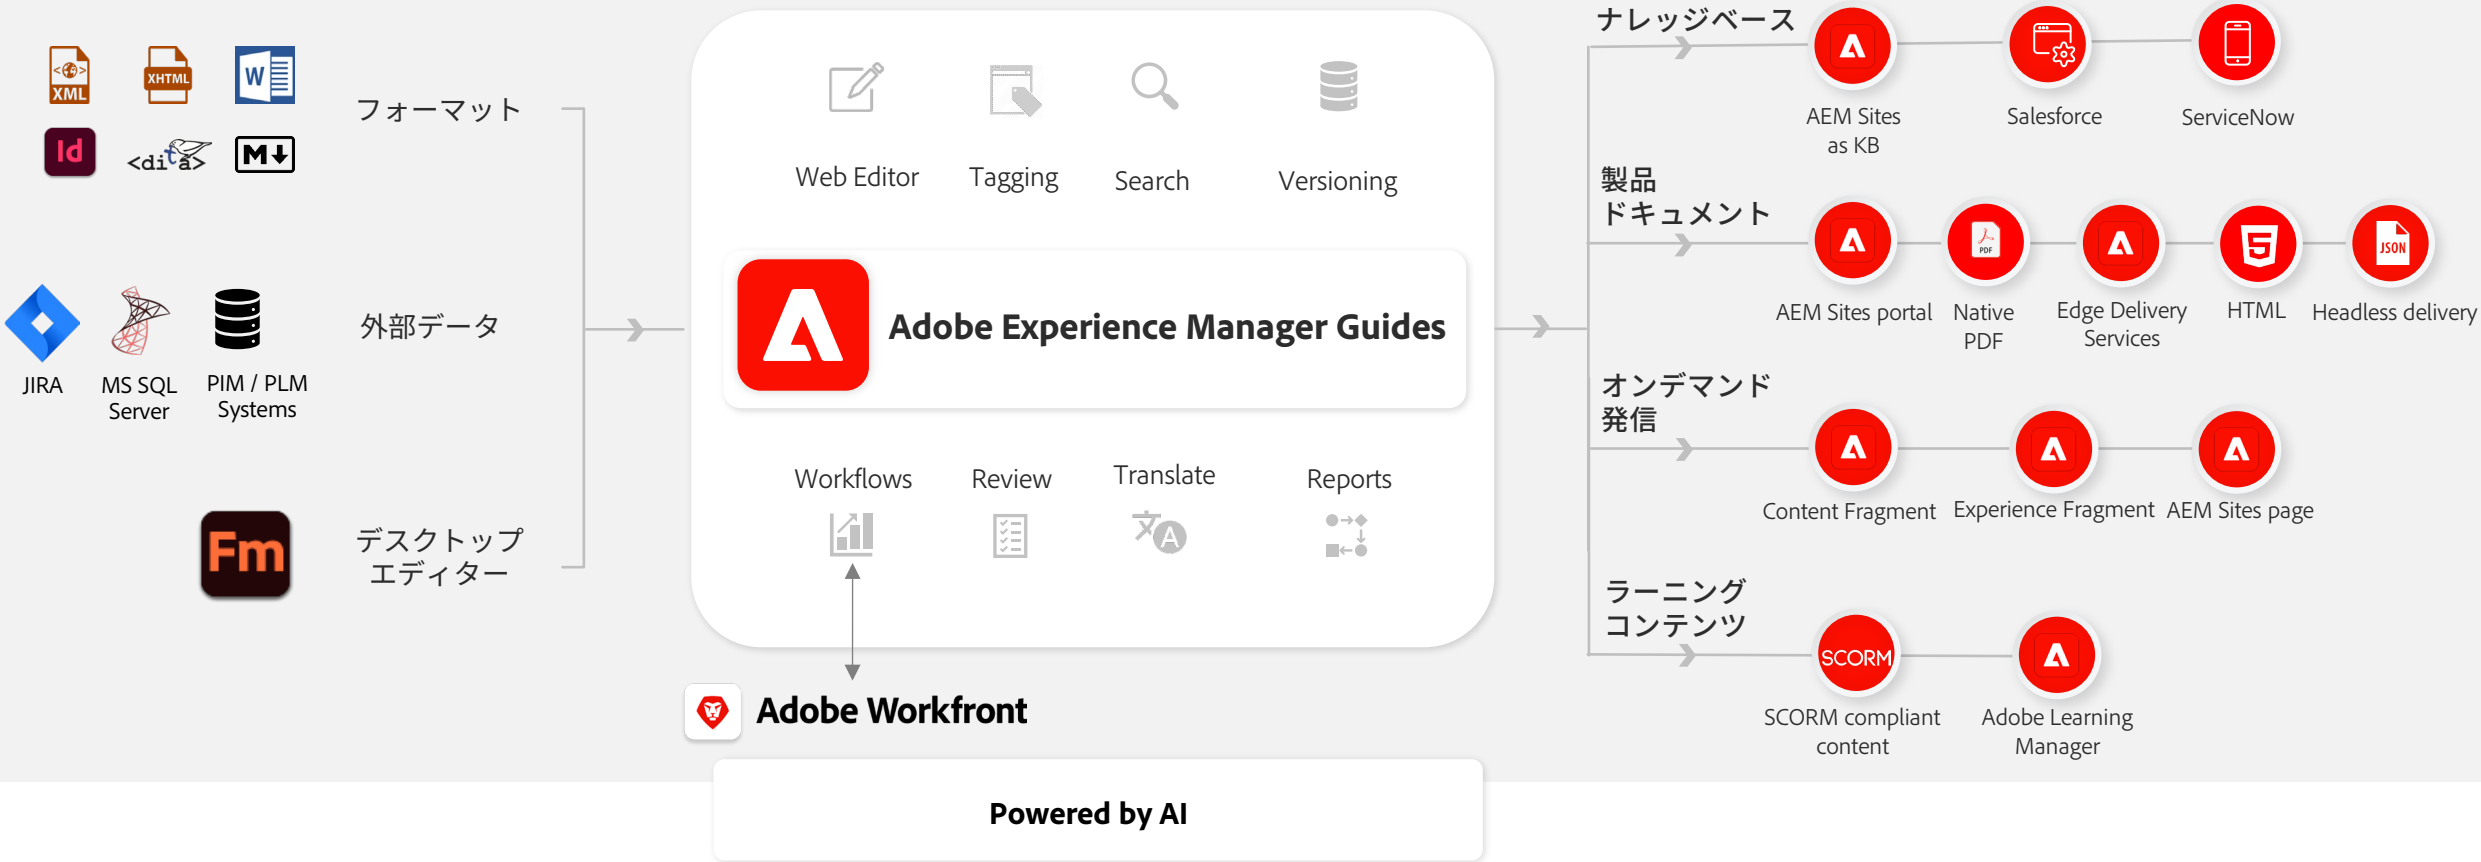 XML
XHTML
W
Id
<dita>
M
フォーマット
JIRA
MS SQL
Server
PIM / PLM
Systems
外部データ
Fm
デスクトップ
エディター
Web Editor
Tagging
Search
Versioning
Adobe Experience Manager Guides
Workflows
Review
Translate
Reports
文A
Adobe Workfront
Powered by AI
ナレッジベース
AEM Sites
as KB
Salesforce
ServiceNow
製品
ドキュメント
PDF
5
JSON
AEM Sites portal
Native
PDF
Edge Delivery
Services
HTML
Headless delivery
オンデマンド
発信
Content Fragment
Experience Fragment
AEM Sites page
ラーニング
コンテンツ
SCORM
SCORM compliant
content
Adobe Learning
Manager